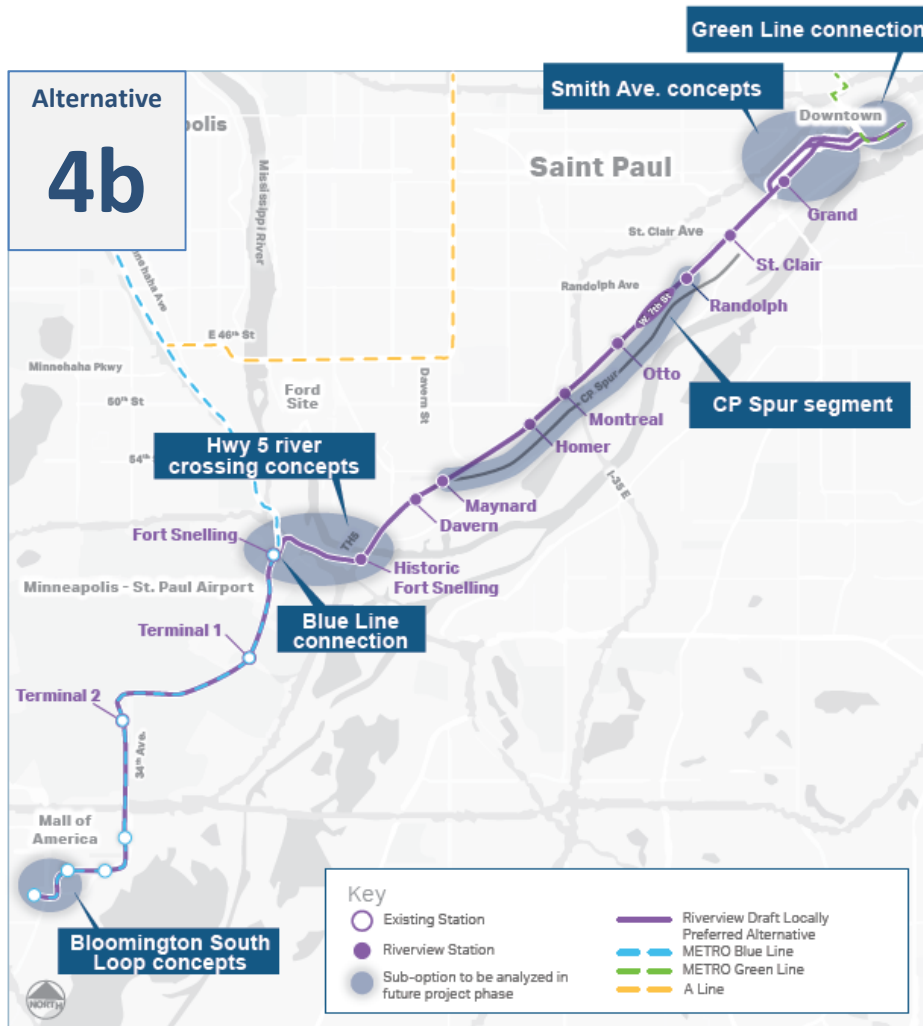 Green Line connection
Smith Ave. concepts
Alternative
4b
Downtown
Saint Paul
Mississippi River
Grand
St. Clair Ave
St. Clair
Randolph Ave
Randolph
W. 7th St
E 46th St
Minnehaha Pkwy
50th St
Ford
Site
Davern St
Otto
CP Spur
CP Spur segment
Montreal
Homer
Hwy 5 river
crossing concepts
I-35 E
Maynard
Davern
Fort Snelling
TH5
Historic
Fort Snelling
Minneapolis - St. Paul Airport
Blue Line
connection
Terminal 1
Terminal 2
34th Ave.
Mall of
America
Bloomington South
Loop concepts
NORTH
Key
Existing Station
Riverview Station
Sub-option to be analyzed in
future project phase
Riverview Draft Locally
Preferred Alternative
METRO Blue Line
METRO Green Line
A Line